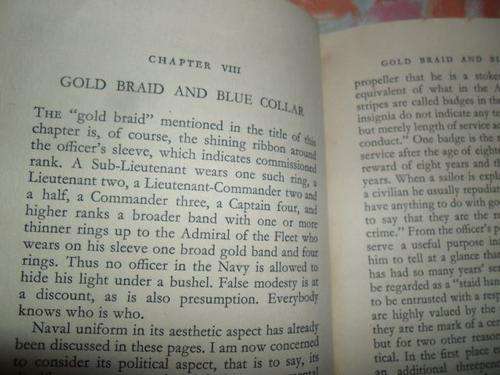 CHAPTER VIII
GOLD BRAID AND BLUE COLLAR
THE "gold braid" mentioned in the title of this
chapter is, of course, the shining ribbon around
the officer's sleeve, which indicates commissioned
rank. A Sub-Lieutenant wears one such ring, a
Lieutenant two, a Lieutenant-Commander two and
a half, a Commander three, a Captain four, and
higher ranks a broader band with one or more
thinner rings up to the Admiral of the Fleet who
wears on his sleeve one broad gold band and four
rings. Thus no officer in the Navy is allowed to
hide his light under a bushel. False modesty is at
a discount, as is also presumption. Everybody
knows who is who.
Naval uniform in its aesthetic aspect has already
been discussed in these pages. I am now concerned
to consider its political aspect, that is to say, its
GOLD BRAID AND BL
propeller that he is a stoke
equivalent of what in the A
stripes are called badges in the
insignia do not indicate any to
but merely length of service a
conduct." One badge is the
service after the age of eighte
reward of eight years and th
years. When a sailor is expla
a civilian he usually repudia
have anything to do with go
to say that they are the
crime." From the officer's p
serve a useful purpose in
him to tell at a glance tha
has had so many years'
be regarded as a "staid han
to be entrusted with a resp
are highly valued by the
they are the mark of a cen
but for two other reason
In the first place
an additional threepen